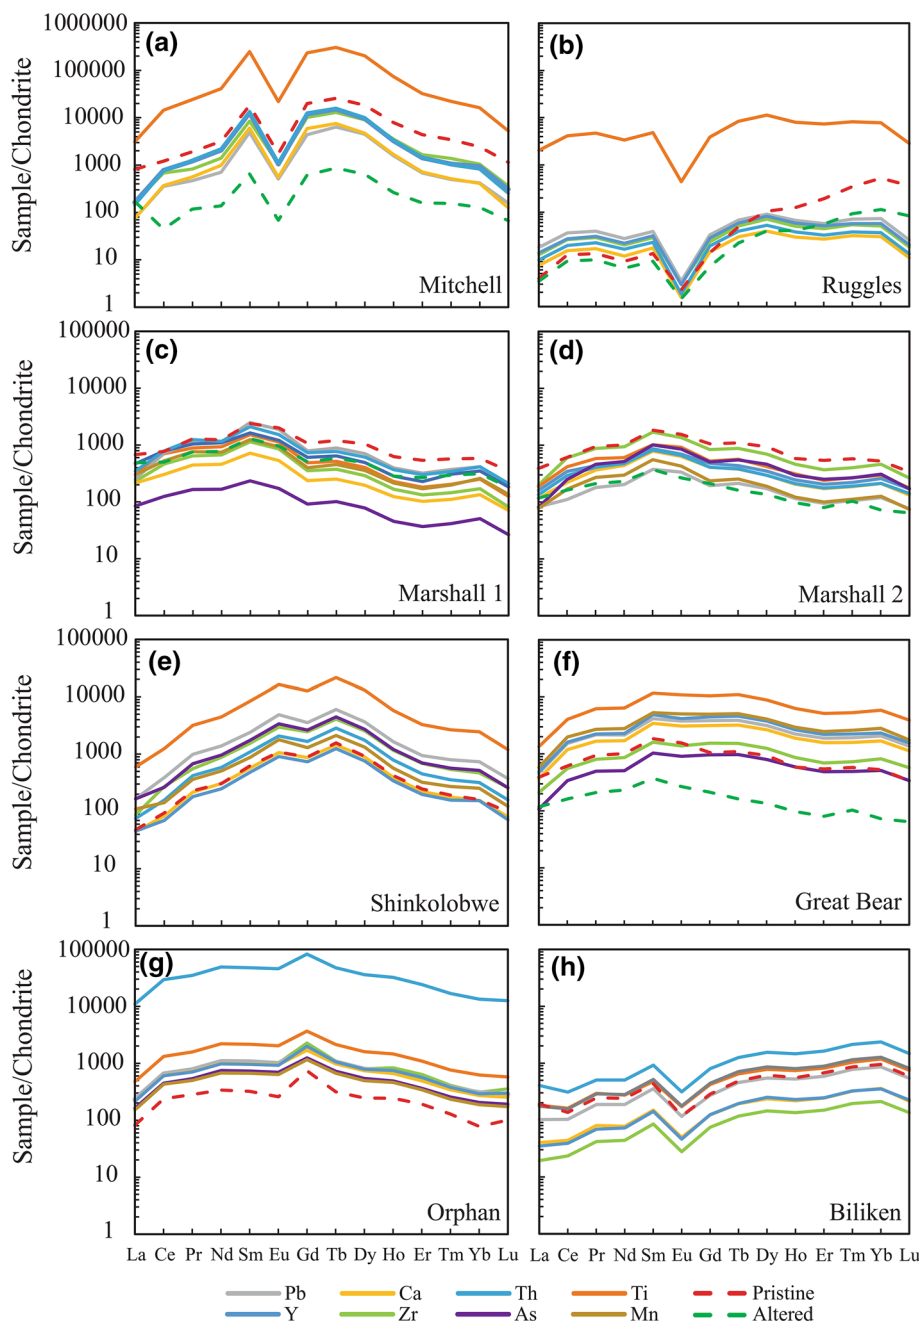 (a)
(b)
Sample/Chondrite
1000000
100000
10000
1000
100
10
1
Mitchell
Ruggles
(c)
(d)
Sample/Chondrite
100000
10000
1000
100
10
1
Marshall 1
Marshall 2
(e)
(f)
Sample/Chondrite
100000
10000
1000
100
10
1
Shinkolobwe
Great Bear
(g)
(h)
Sample/Chondrite
100000
10000
1000
100
10
1
Orphan
Biliken
La Ce Pr Nd Sm Eu Gd Tb Dy Ho Er Tm Yb Lu
La Ce Pr Nd Sm Eu Gd Tb Dy Ho Er Tm Yb Lu
Pb Ca Th Ti Pristine
Y Zr As Mn Altered